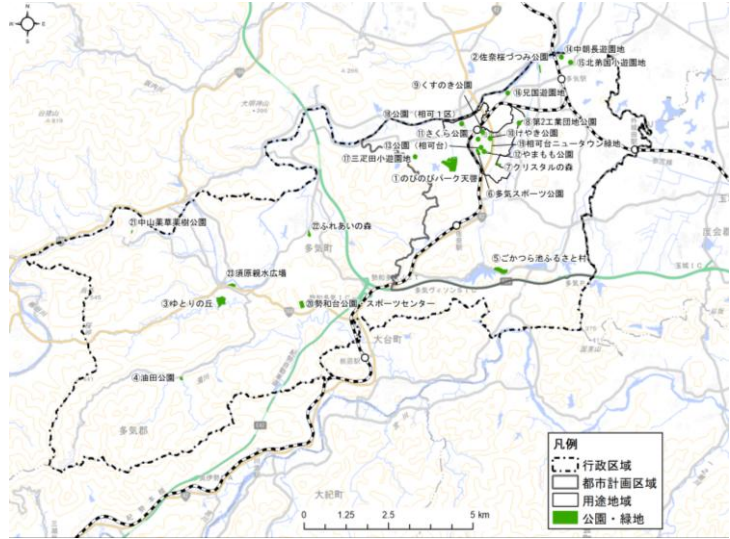 N
⑭中朝長遊園地
②佐奈桜づつみ公園
⑮北弟国小遊園地
⑨くすのき公園
⑯兄国遊園地
⑩公園（相可１区）
⑧第2工業団地公園
⑪さくら公園
⑱けやき公園
⑬公園（相可台）
⑲相可台ニュータウン緑地
⑫やまもも公園
⑰三疋田小遊園地
⑦クリスタルの森
①のびのびパーク天啓
⑥多気スポーツ公園
㉑中山薬草薬樹公園
㉒ふれあいの森
多気町
度会郡
⑤ごかつら池ふるさと村
㉓須原親水広場
③ゆとりの丘
⑳勢和台公園
スポーツセンター
大台町
④油田公園
多気郡
大紀町
凡例
行政区域
都市計画区域
用途地域
公園・緑地
0 1.25 2.5 5 km